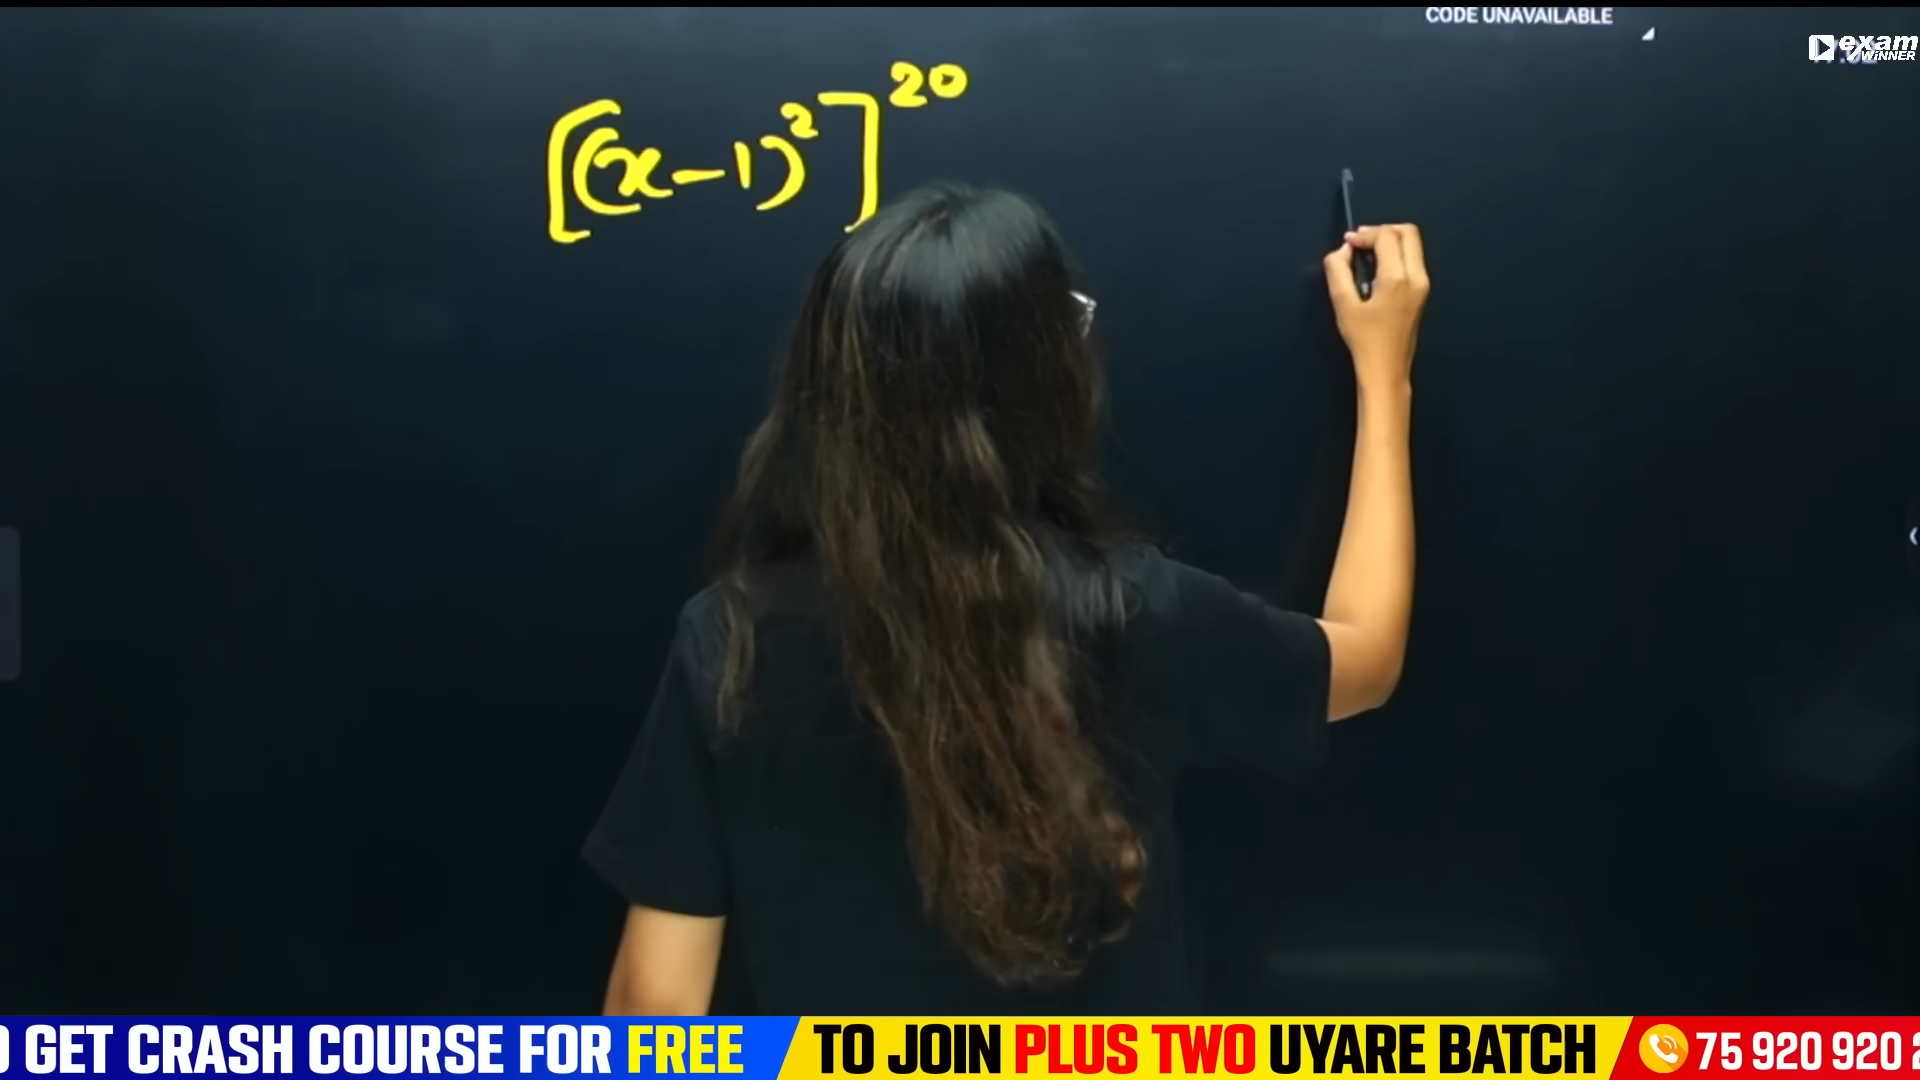 CODE UNAVAILABLE
exam
WINNER
[(x-1)²]²⁰
GET CRASH COURSE FOR FREE
TO JOIN PLUS TWO UYARE BATCH
75 920 920